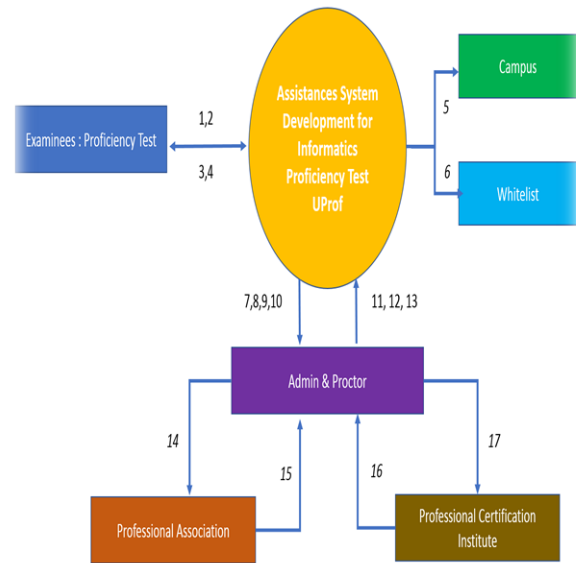 Assistances System
Development for
Informatics
Proficiency Test
UProf
Campus
Examinees : Proficiency Test
1,2
3,4
5
6
Whitelist
7,8,9,10
11, 12, 13
Admin & Proctor
14
15
16
17
Professional Association
Professional Certification
Institute